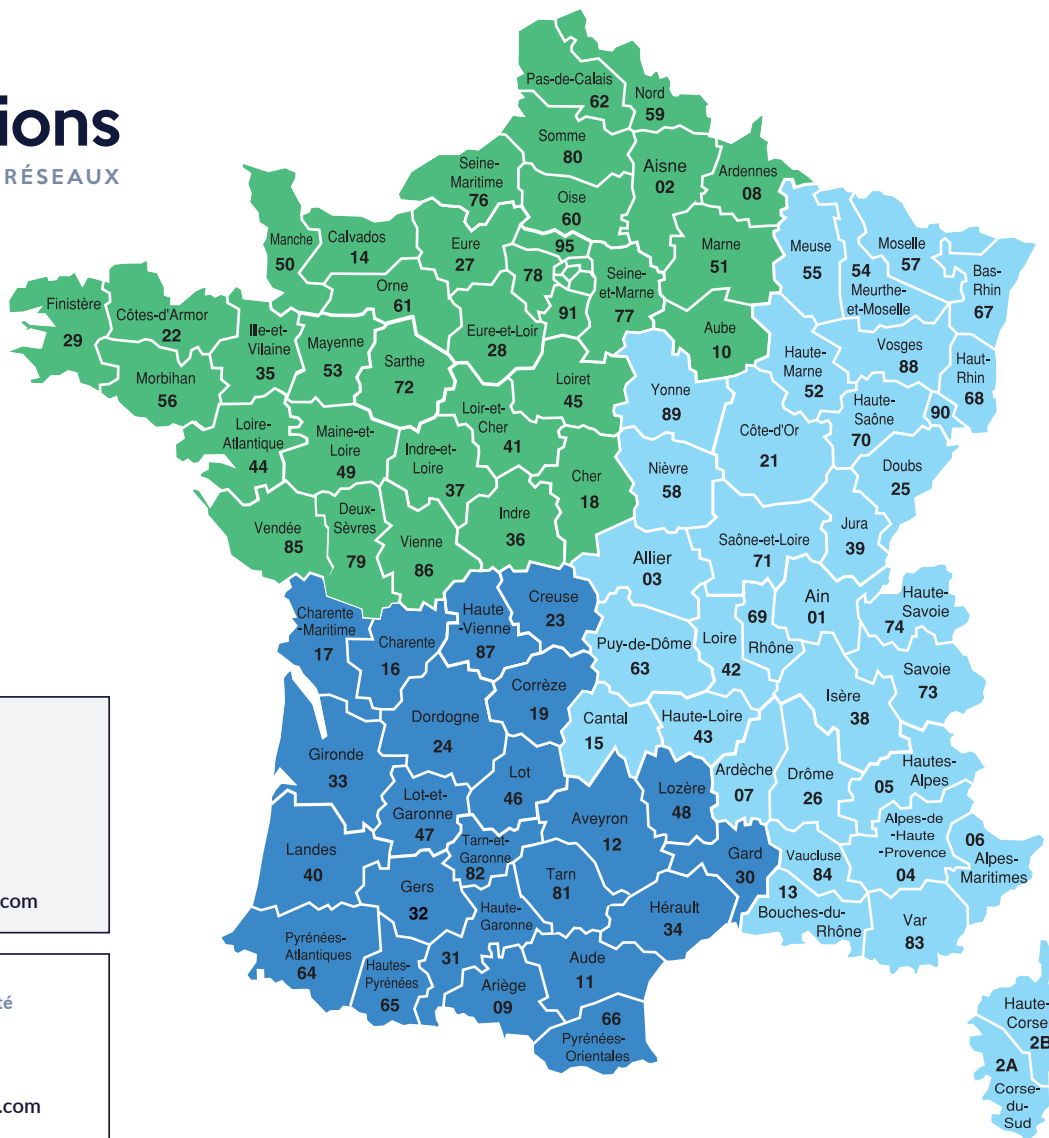 ions
RÉSEAUX
Pas-de-Calais
62
Nord
59
Somme
80
Aisne
02
Ardennes
08
Seine-
Maritime
76
Oise
60
Manche
50
Calvados
14
Eure
27
95
78
91
Seine-
et-Marne
77
Marne
51
Meuse
55
54
Meurthe-
et-Moselle
Moselle
57
Bas-
Rhin
67
Finistère
29
Côtes-d'Armor
22
Ille-et-
Vilaine
35
Morbihan
56
Mayenne
53
Orne
61
Sarthe
72
Eure-et-Loir
28
Aube
10
Haute-
Marne
52
Vosges
88
Haut-
Rhin
68
Loiret
45
Yonne
89
Haute-
Saône
70
90
Loire-
Atlantique
44
Maine-et-
Loire
49
Indre-et-
Loire
37
Loir-et-
Cher
41
Cher
18
Nièvre
58
Côte-d'Or
21
Doubs
25
Vendée
85
Deux-
Sèvres
79
Vienne
86
Indre
36
Allier
03
Saône-et-Loire
71
Jura
39
Charente
-Maritime
17
Charente
16
Haute
-Vienne
87
Creuse
23
Puy-de-Dôme
63
Loire
42
69
Rhône
Ain
01
Haute-
Savoie
74
Savoie
73
Isère
38
Corrèze
19
Dordogne
24
Gironde
33
Cantal
15
Haute-Loire
43
Ardèche
07
Drôme
26
Hautes-
Alpes
05
Lot
46
Lot-et-
Garonne
47
Lozère
48
Aveyron
12
Landes
40
Tarn-et-
Garonne
82
Tarn
81
Gers
32
Haute-
Garonne
31
Gard
30
Hérault
34
Vaucluse
84
Alpes-de
-Haute
-Provence
04
06
Alpes-
Maritimes
13
Bouches-du-
Rhône
Var
83
Pyrénées-
Atlantiques
64
Hautes-
Pyrénées
65
Ariège
09
Aude
11
66
Pyrénées-
Orientales
Haute-
Corse
2B
2A
Corse-
du-
Sud
.com
té
.com